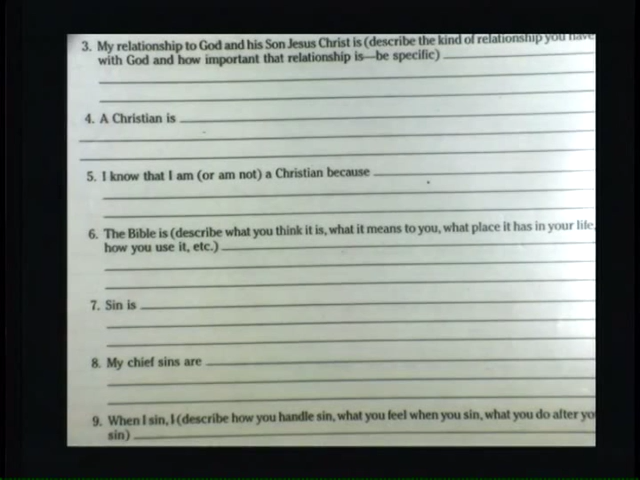 3. My relationship to God and his Son Jesus Christ is (describe the kind of relationship you have
with God and how important that relationship is—be specific)
4. A Christian is
5. I know that I am (or am not) a Christian because
6. The Bible is (describe what you think it is, what it means to you, what place it has in your life,
how you use it, etc.)
7. Sin is
8. My chief sins are
9. When I sin, I (describe how you handle sin, what you feel when you sin, what you do after yo
sin)